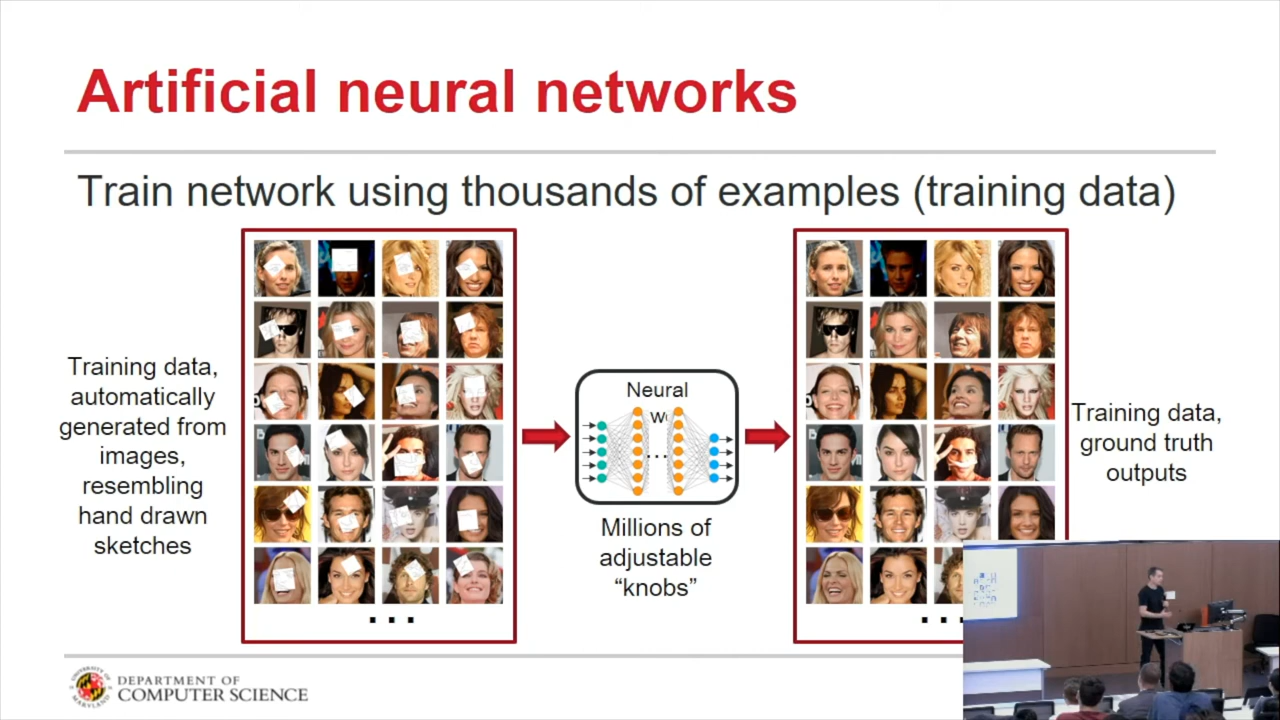 Artificial neural networks
Train network using thousands of examples (training data)
Training data,
automatically
generated from
images,
resembling
hand drawn
sketches
Neural
Millions of
adjustable
“knobs”
Training data,
ground truth
outputs
. . .
DEPARTMENT OF
COMPUTER SCIENCE